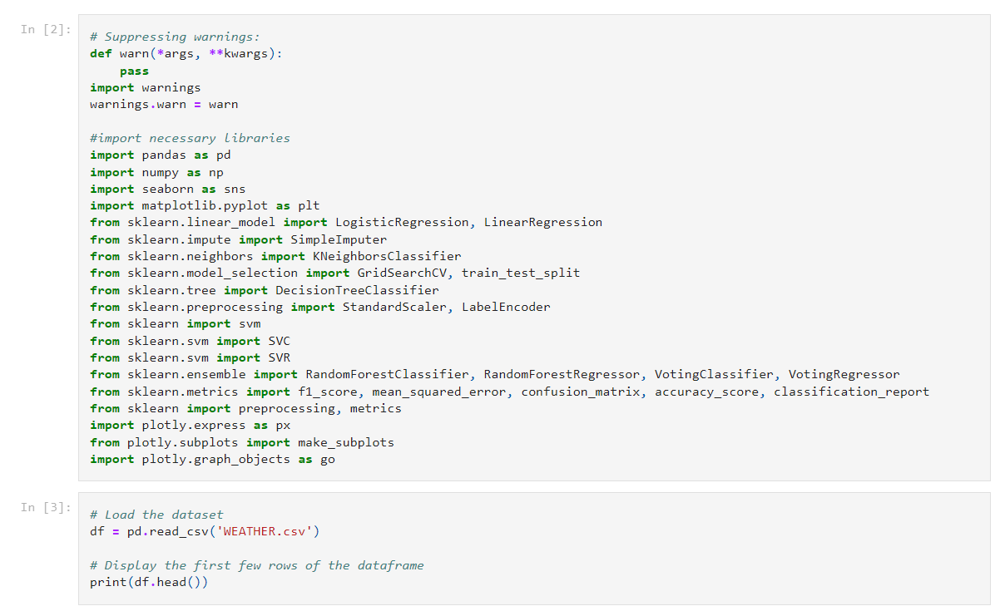 In [2]:
# Suppressing warnings:
def warn(*args, **kwargs):
    pass
import warnings
warnings.warn = warn

#import necessary libraries
import pandas as pd
import numpy as np
import seaborn as sns
import matplotlib.pyplot as plt
from sklearn.linear_model import LogisticRegression, LinearRegression
from sklearn.impute import SimpleImputer
from sklearn.neighbors import KNeighborsClassifier
from sklearn.model_selection import GridSearchCV, train_test_split
from sklearn.tree import DecisionTreeClassifier
from sklearn.preprocessing import StandardScaler, LabelEncoder
from sklearn import svm
from sklearn.svm import SVC
from sklearn.svm import SVR
from sklearn.ensemble import RandomForestClassifier, RandomForestRegressor, VotingClassifier, VotingRegressor
from sklearn.metrics import f1_score, mean_squared_error, confusion_matrix, accuracy_score, classification_report
from sklearn import preprocessing, metrics
import plotly.express as px
from plotly.subplots import make_subplots
import plotly.graph_objects as go
In [3]:
# Load the dataset
df = pd.read_csv('WEATHER.csv')

# Display the first few rows of the dataframe
print(df.head())